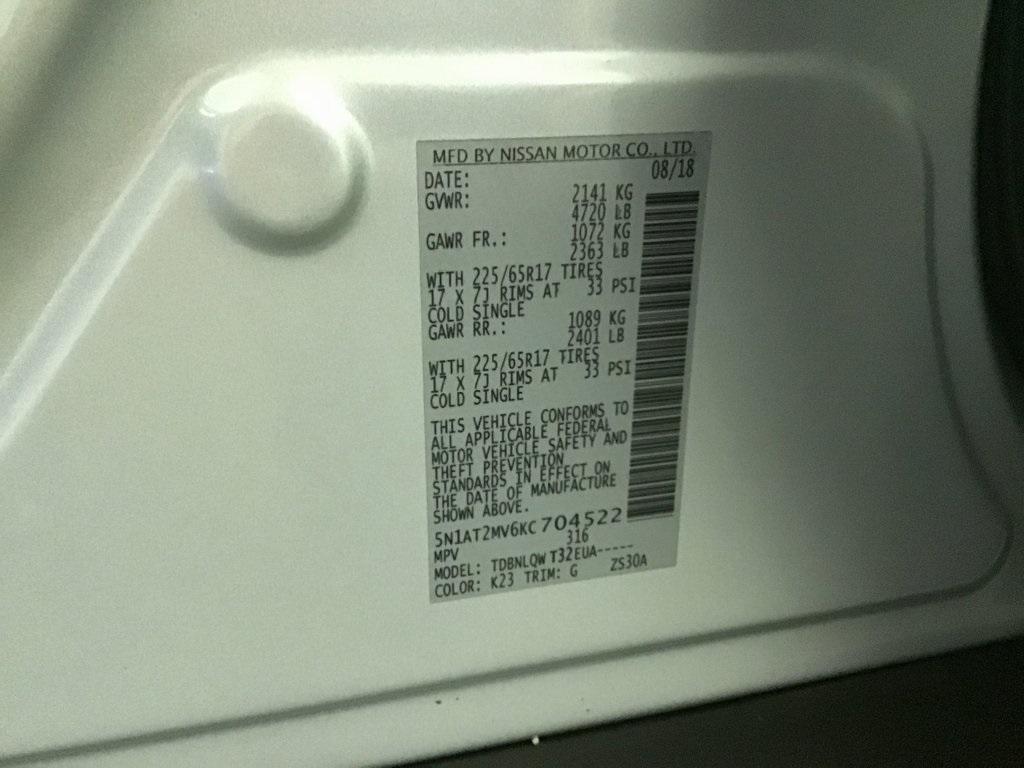 MFD BY NISSAN MOTOR CO., LTD.
DATE: 08/18
GVWR: 2141 KG
4720 LB
GAWR FR.: 1072 KG
2363 LB
WITH 225/65R17 TIRES
17 X 7J RIMS AT 33 PSI
COLD SINGLE
GAWR RR.: 1089 KG
2401 LB
WITH 225/65R17 TIRES
17 X 7J RIMS AT 33 PSI
COLD SINGLE
THIS VEHICLE CONFORMS TO
ALL APPLICABLE FEDERAL
MOTOR VEHICLE SAFETY AND
THEFT PREVENTION
STANDARDS IN EFFECT ON
THE DATE OF MANUFACTURE
SHOWN ABOVE.
5N1AT2MV6KC704522
MPV 316
MODEL: TDBNLQWT32EUA-----
COLOR: K23 TRIM: G ZS30A